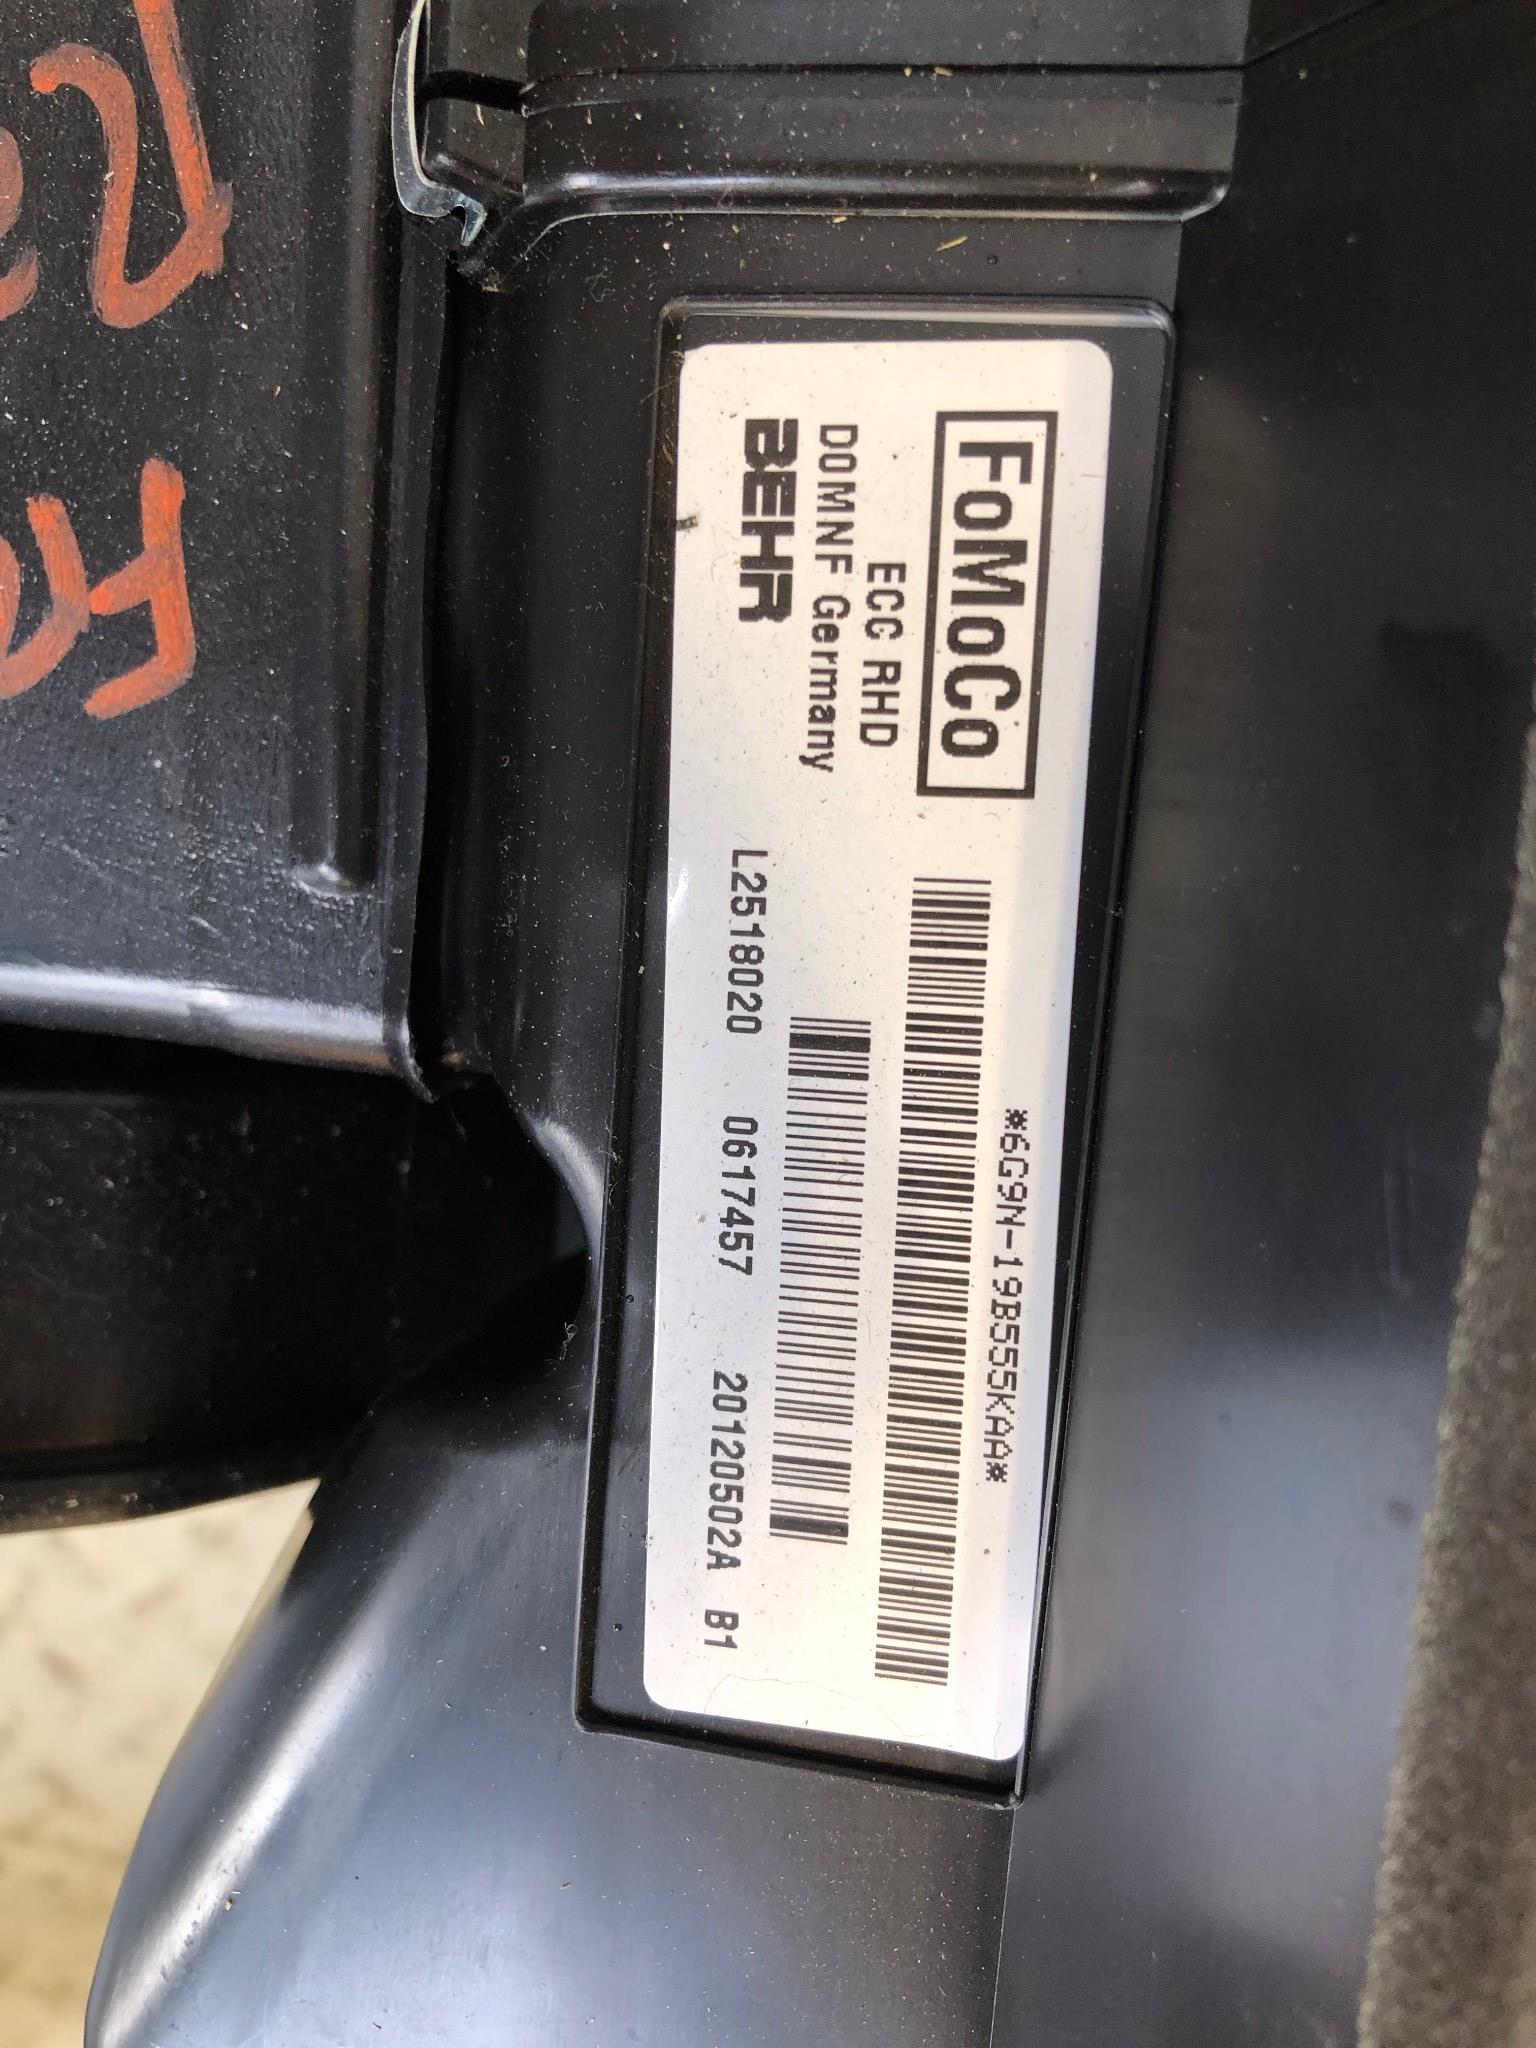 FoMoCo
*6G9N-19B555KAA*
ECC RHD
DOMNF Germany
BEHR
L2518020 0617457 20120502A B1